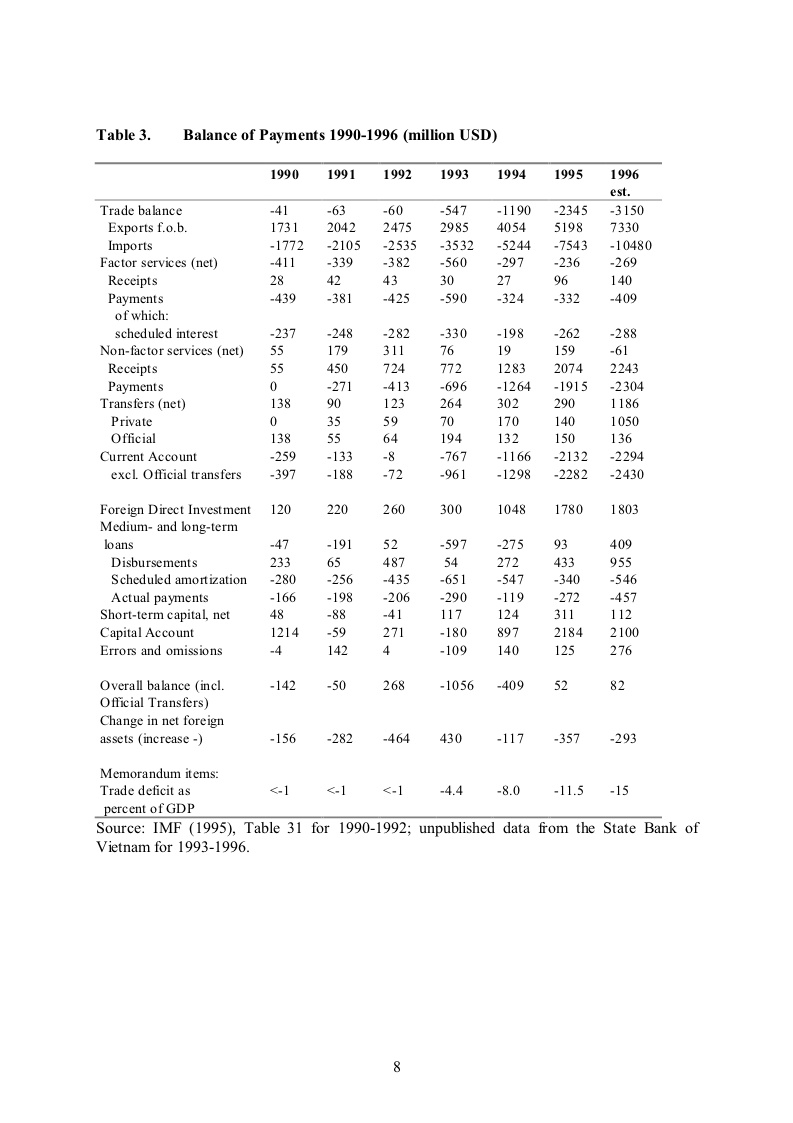 Table 3. Balance of Payments 1990-1996 (million USD)
1990 1991 1992 1993 1994 1995 1996
est.
Trade balance -41 -63 -60 -547 -1190 -2345 -3150
Exports f.o.b. 1731 2042 2475 2985 4054 5198 7330
Imports -1772 -2105 -2535 -3532 -5244 -7543 -10480
Factor services (net) -411 -339 -382 -560 -297 -236 -269
Receipts 28 42 43 30 27 96 140
Payments -439 -381 -425 -590 -324 -332 -409
of which:
scheduled interest -237 -248 -282 -330 -198 -262 -288
Non-factor services (net) 55 179 311 76 19 159 -61
Receipts 55 450 724 772 1283 2074 2243
Payments 0 -271 -413 -696 -1264 -1915 -2304
Transfers (net) 138 90 123 264 302 290 1186
Private 0 35 59 70 170 140 1050
Official 138 55 64 194 132 150 136
Current Account -259 -133 -8 -767 -1166 -2132 -2294
excl. Official transfers -397 -188 -72 -961 -1298 -2282 -2430
Foreign Direct Investment 120 220 260 300 1048 1780 1803
Medium- and long-term
loans -47 -191 52 -597 -275 93 409
Disbursements 233 65 487 54 272 433 955
Scheduled amortization -280 -256 -435 -651 -547 -340 -546
Actual payments -166 -198 -206 -290 -119 -272 -457
Short-term capital, net 48 -88 -41 117 124 311 112
Capital Account 1214 -59 271 -180 897 2184 2100
Errors and omissions -4 142 4 -109 140 125 276
Overall balance (incl. -142 -50 268 -1056 -409 52 82
Official Transfers)
Change in net foreign
assets (increase -) -156 -282 -464 430 -117 -357 -293
Memorandum items:
Trade deficit as <-1 <-1 <-1 -4.4 -8.0 -11.5 -15
percent of GDP
Source: IMF (1995), Table 31 for 1990-1992; unpublished data from the State Bank of
Vietnam for 1993-1996.
8